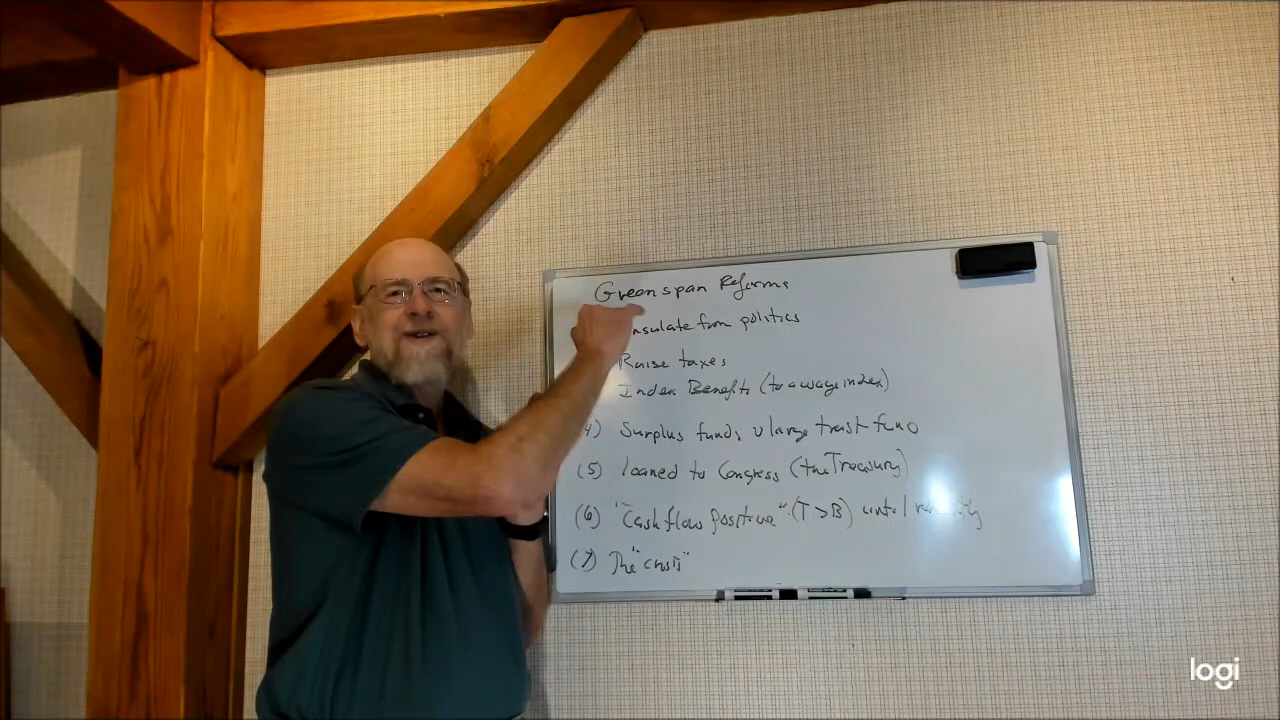 Greenspan Reforms
insulate from politics
Raise taxes
Index Benefits (to a wage index)
(4) Surplus funds large trust fund
(5) loaned to Congress (the Treasury)
(6) "Cash flow positive" (T>B) until
(7) The "crisis"
logi